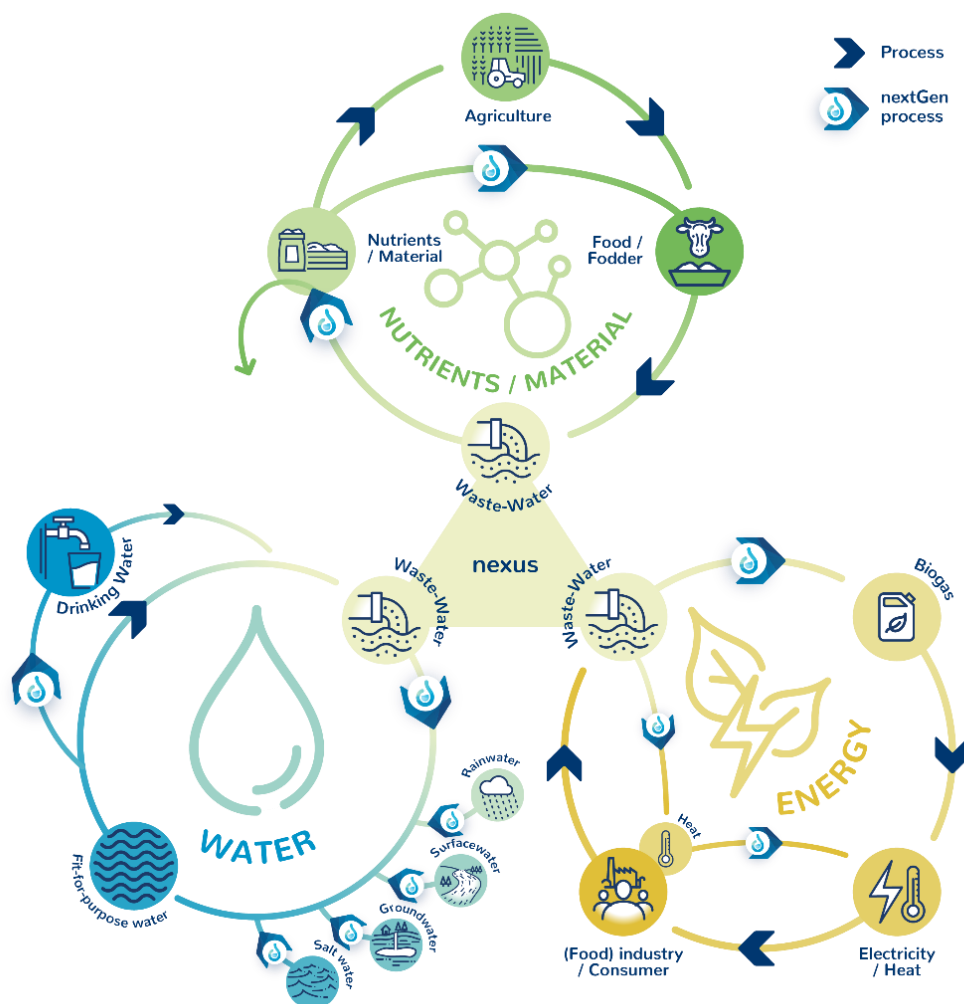 Process
nextGen
process
Agriculture
Nutrients
/ Material
Food /
Fodder
NUTRIENTS / MATERIAL
Waste-Water
nexus
Drinking Water
Waste-Water
Waste-Water
Biogas
WATER
ENERGY
Rainwater
Surfacewater
Groundwater
Salt water
Fit-for-purpose water
Heat
(Food) industry
/ Consumer
Electricity
/ Heat